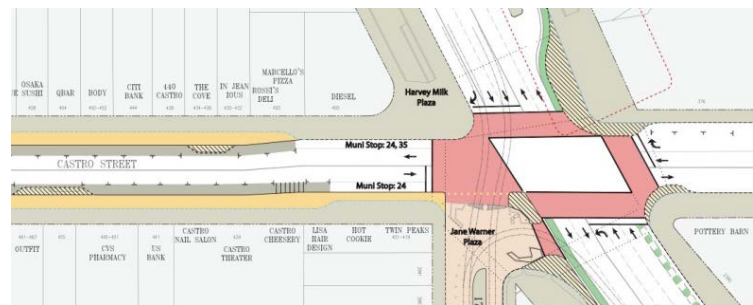 OSAKA
SUSHI
QBAR
BODY
CITI
BANK
440
CASTRO
THE
COVE
IN JEAN
IOUS
MARCELLO'S
PIZZA
ROSSI'S
DELI
DIESEL
Harvey Milk
Plaza
Muni Stop: 24, 35
CASTRO STREET
Muni Stop: 24
OUTFIT
CVS
PHARMACY
US
BANK
CASTRO
NAIL SALON
CASTRO
THEATER
CASTRO
CHEESERY
LISA
HAIR
DESIGN
HOT
COOKIE
TWIN PEAKS
Jane Warner
Plaza
POTTERY BARN